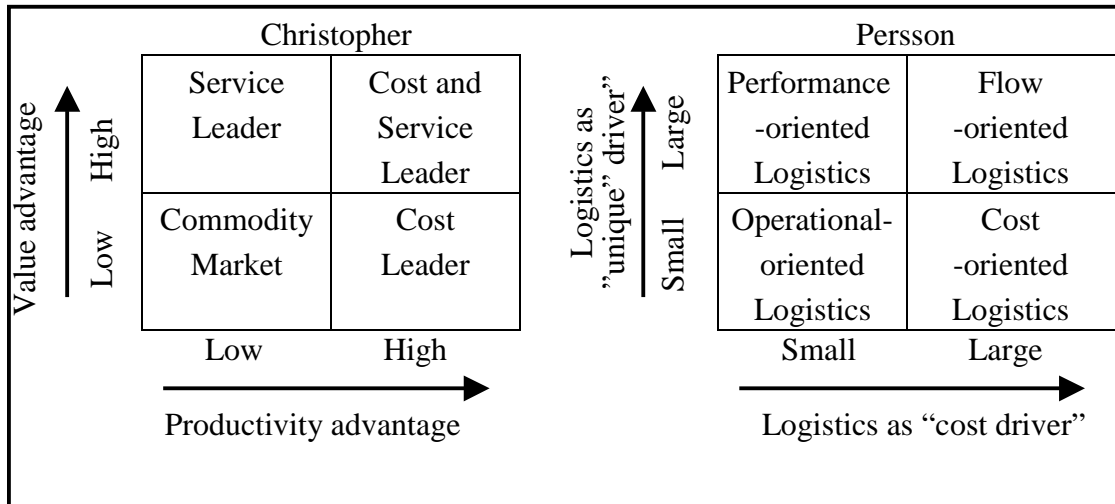 Christopher
Value advantage
High
Low
Service
Leader
Cost and
Service
Leader
Commodity
Market
Cost
Leader
Low
High
Productivity advantage
Persson
Logistics as
”unique” driver”
Large
Small
Performance
-oriented
Logistics
Flow
-oriented
Logistics
Operational-
oriented
Logistics
Cost
-oriented
Logistics
Small
Large
Logistics as “cost driver”